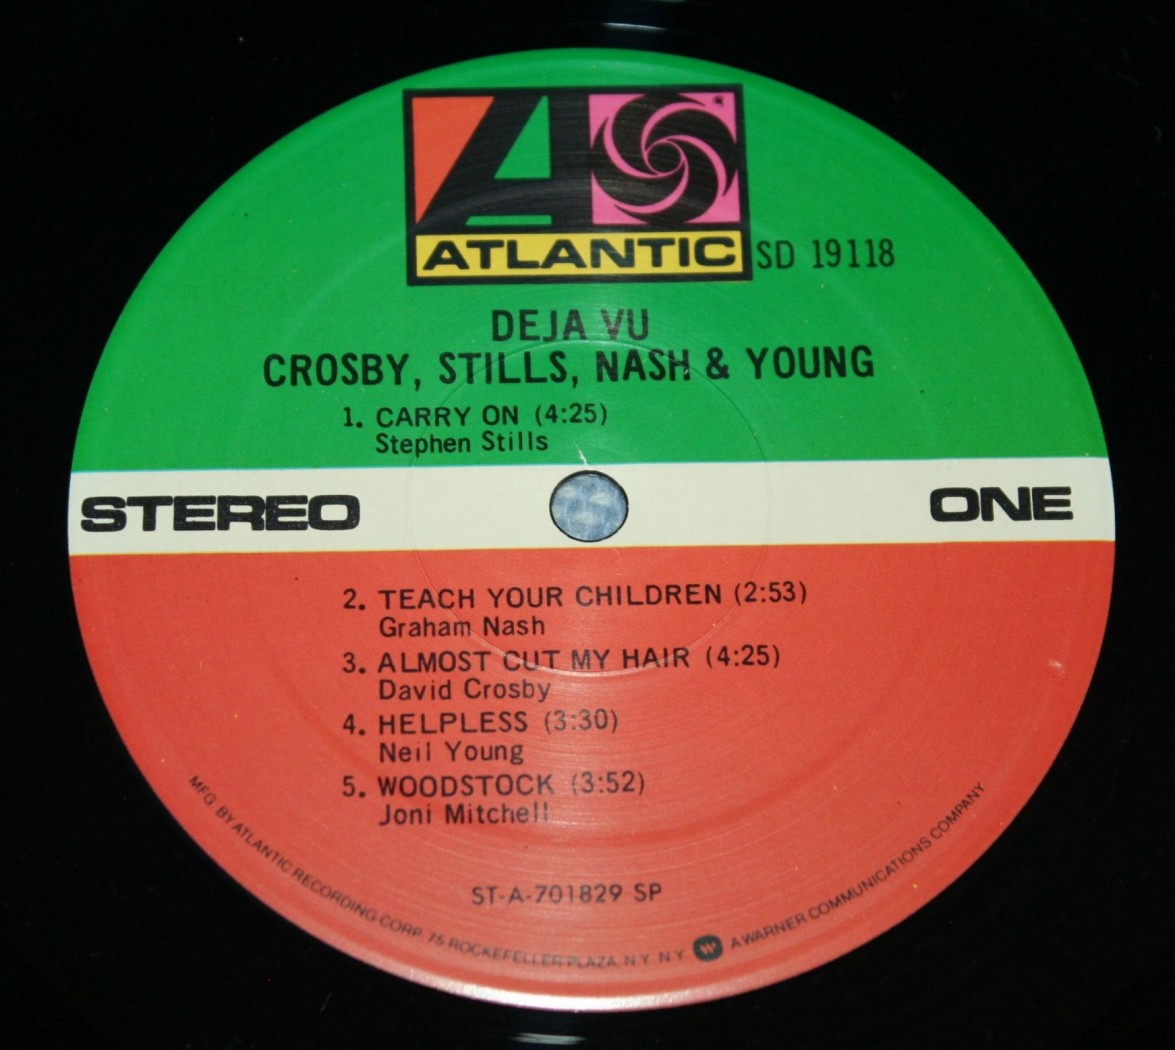 ATLANTIC
SD 19118
DEJA VU
CROSBY, STILLS, NASH & YOUNG
1. CARRY ON (4:25)
Stephen Stills
STEREO
ONE
2. TEACH YOUR CHILDREN (2:53)
Graham Nash
3. ALMOST CUT MY HAIR (4:25)
David Crosby
4. HELPLESS (3:30)
Neil Young
5. WOODSTOCK (3:52)
Joni Mitchell
ST-A-701829 SP
MFG. BY ATLANTIC RECORDING CORP. 75 ROCKEFELLER PLAZA, N.Y. N.Y. A WARNER COMMUNICATIONS COMPANY